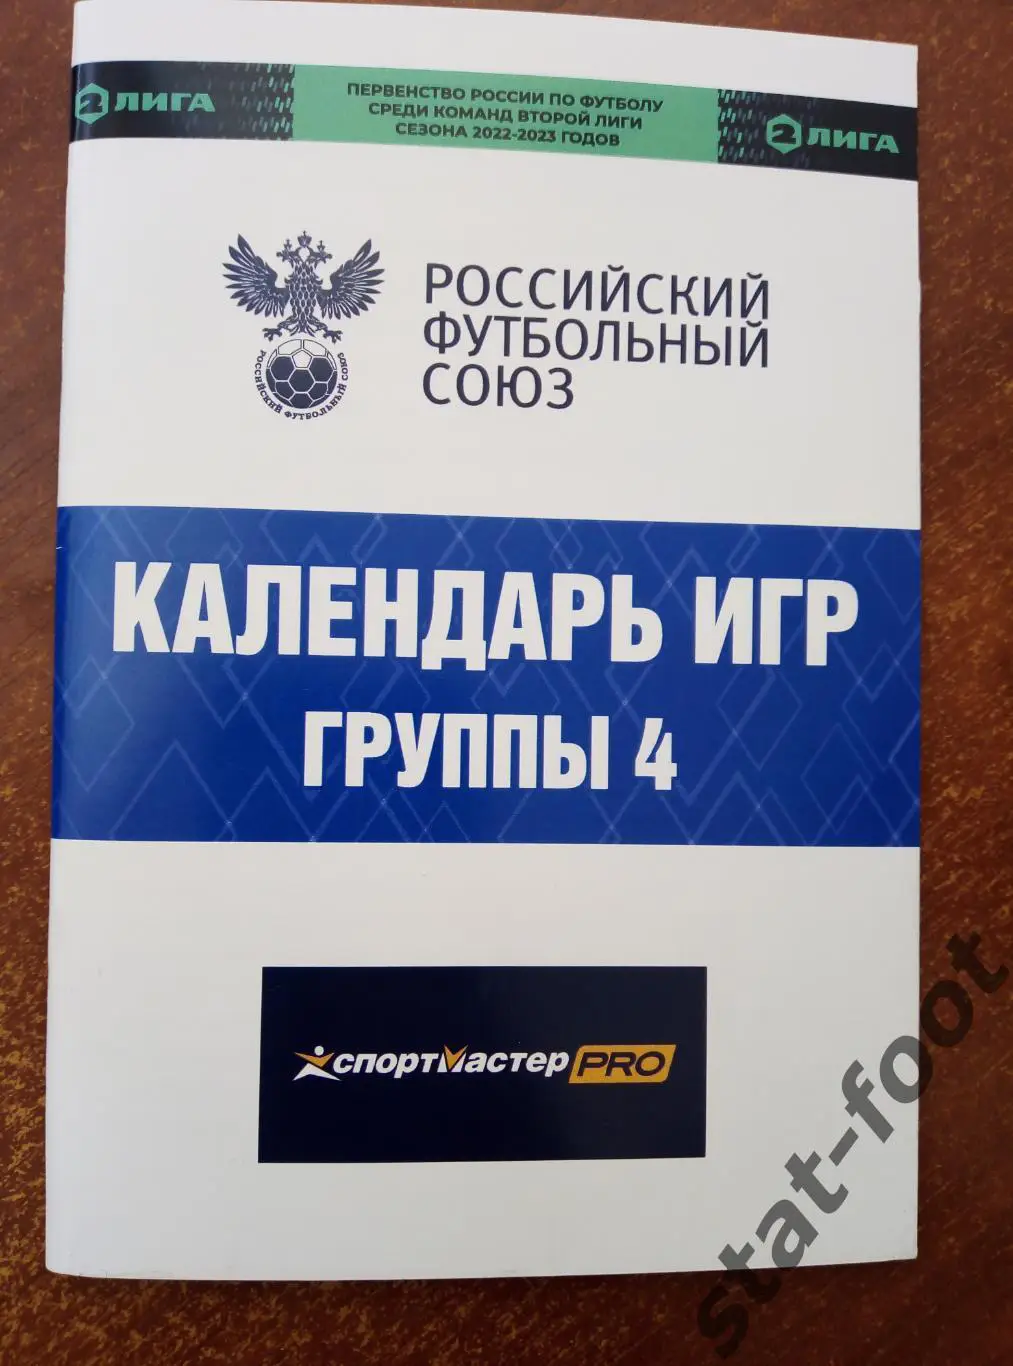 2 ЛИГА
ПЕРВЕНСТВО РОССИИ ПО ФУТБОЛУ
СРЕДИ КОМАНД ВТОРОЙ ЛИГИ
СЕЗОНА 2022-2023 ГОДОВ
2 ЛИГА
РОССИЙСКИЙ
ФУТБОЛЬНЫЙ
СОЮЗ
РОССИЙСКИЙ ФУТБОЛЬНЫЙ СОЮЗ
КАЛЕНДАРЬ ИГР
ГРУППЫ 4
СПОРТМАСТЕР PRO
stat-foot